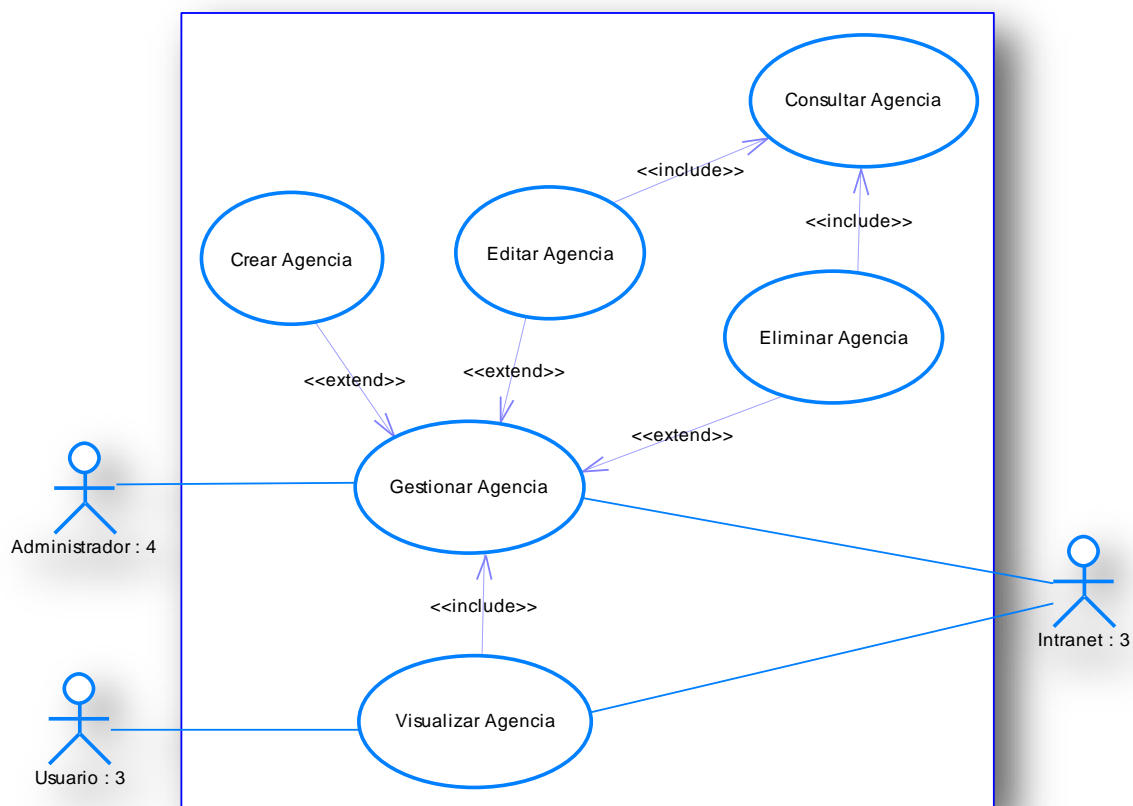 Consultar Agencia
<<include>>
<<include>>
Crear Agencia
Editar Agencia
Eliminar Agencia
<<extend>>
<<extend>>
<<extend>>
Gestionar Agencia
Administrador : 4
<<include>>
Intranet : 3
Visualizar Agencia
Usuario : 3